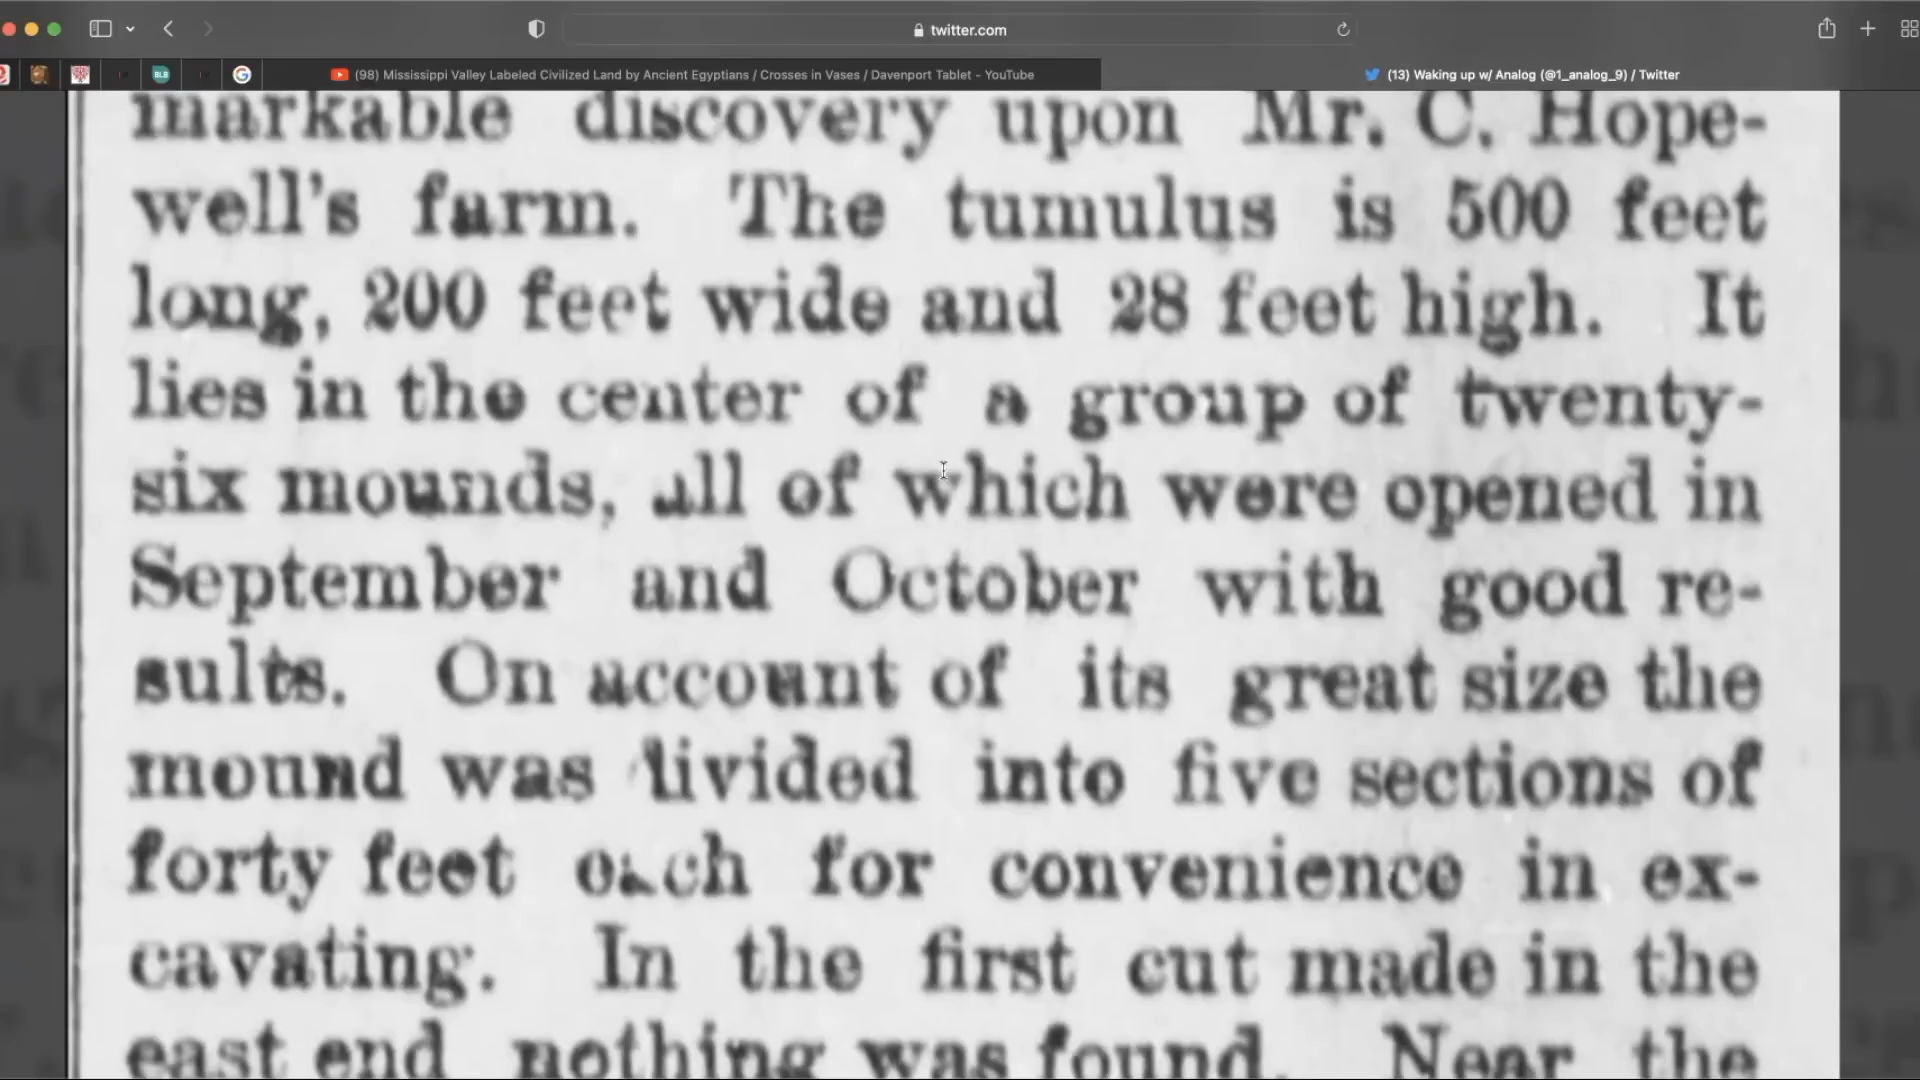 twitter.com
(98) Mississippi Valley Labeled Civilized Land by Ancient Egyptians / Crosses in Vases / Davenport Tablet - YouTube
(13) Waking up w/ Analog (@1_analog_9) / Twitter
BLB
markable discovery upon Mr. C. Hope-
well's farm. The tumulus is 500 feet
long, 200 feet wide and 28 feet high. It
lies in the center of a group of twenty-
six mounds, all of which were opened in
September and October with good re-
sults. On account of its great size the
mound was divided into five sections of
forty feet each for convenience in ex-
cavating. In the first cut made in the
east end nothing was found. Near the